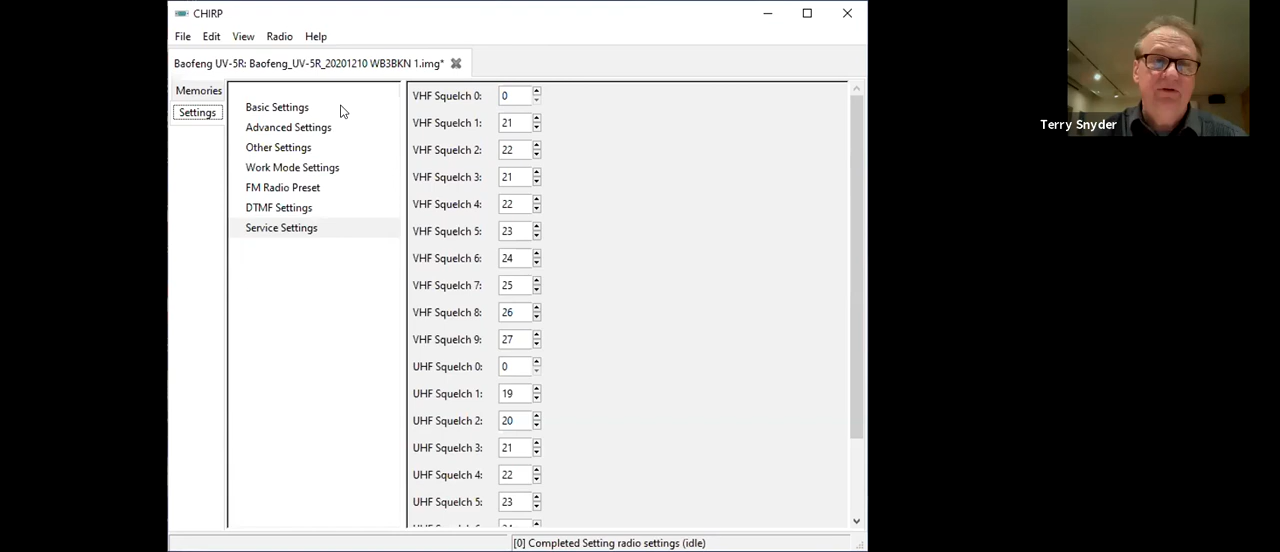 CHIRP
File Edit View Radio Help
Baofeng UV-5R: Baofeng_UV-5R_20201210 WB3BKN 1.img*
Memories
Settings
Basic Settings
Advanced Settings
Other Settings
Work Mode Settings
FM Radio Preset
DTMF Settings
Service Settings
VHF Squelch 0: 0
VHF Squelch 1: 21
VHF Squelch 2: 22
VHF Squelch 3: 21
VHF Squelch 4: 22
VHF Squelch 5: 23
VHF Squelch 6: 24
VHF Squelch 7: 25
VHF Squelch 8: 26
VHF Squelch 9: 27
UHF Squelch 0: 0
UHF Squelch 1: 19
UHF Squelch 2: 20
UHF Squelch 3: 21
UHF Squelch 4: 22
UHF Squelch 5: 23
[0] Completed Setting radio settings (idle)
Terry Snyder